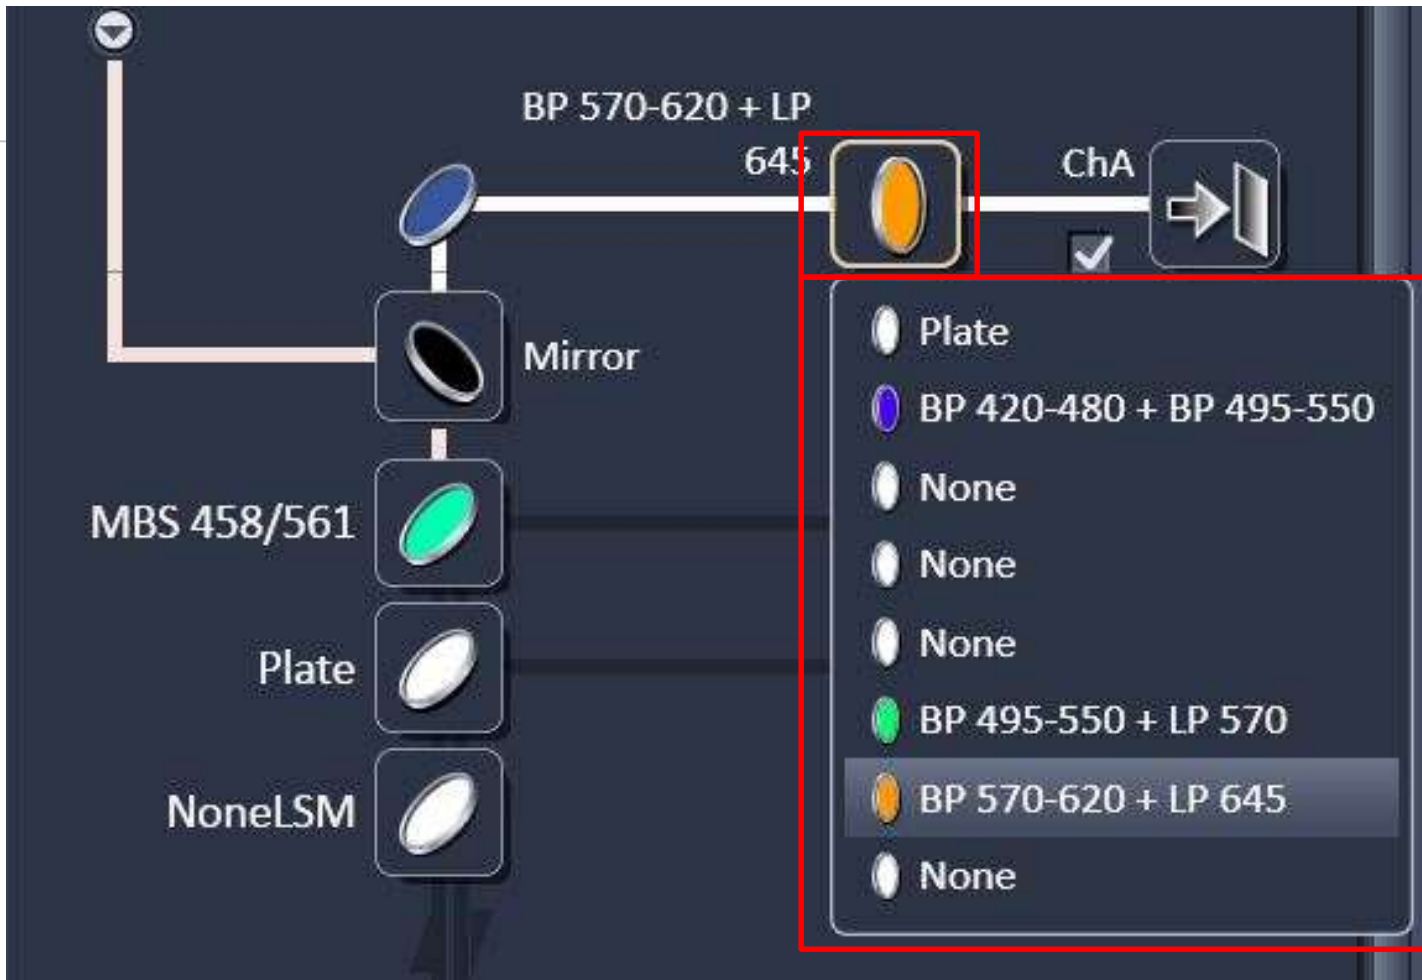 BP 570-620 + LP
645
ChA
Mirror
MBS 458/561
Plate
NoneLSM
Plate
BP 420-480 + BP 495-550
None
None
None
BP 495-550 + LP 570
BP 570-620 + LP 645
None